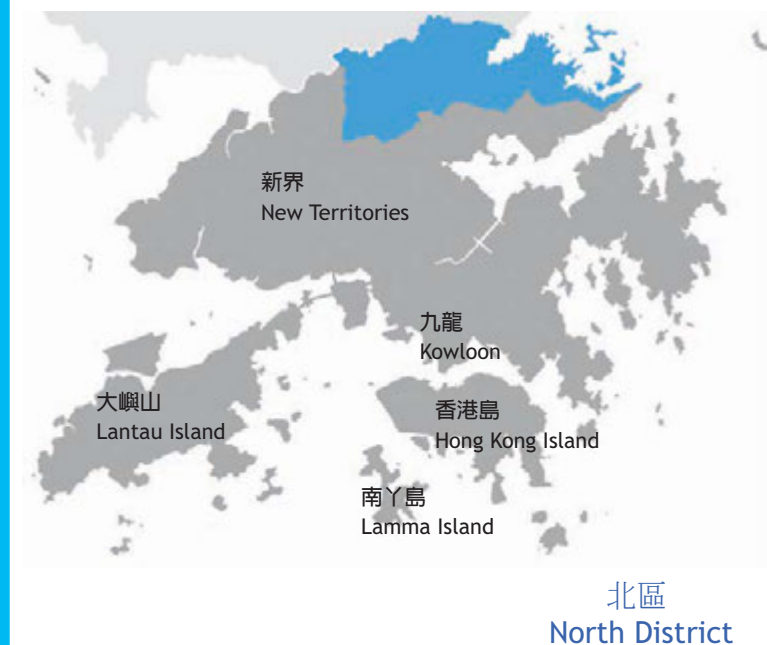 新界
New Territories
九龍
Kowloon
大嶼山
Lantau Island
香港島
Hong Kong Island
南丫島
Lamma Island
北區
North District